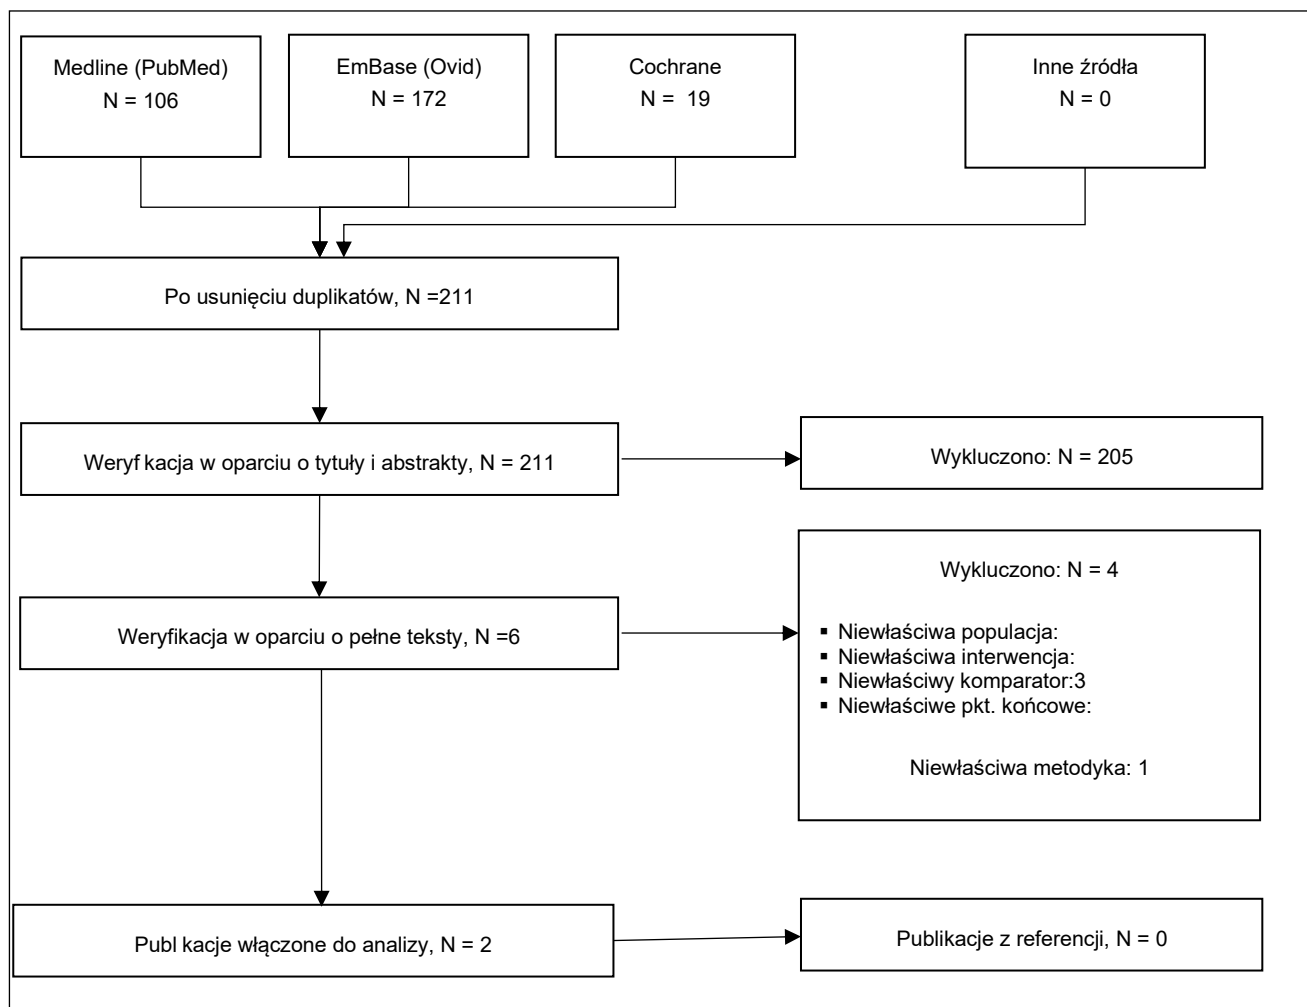 Medline (PubMed)
N = 106
EmBase (Ovid)
N = 172
Cochrane
N = 19
Inne źródła
N = 0
Po usunięciu duplikatów, N =211
Weryf kacja w oparciu o tytuły i abstrakty, N = 211
Wykluczono: N = 205
Weryfikacja w oparciu o pełne teksty, N =6
Wykluczono: N = 4
▪ Niewłaściwa populacja:
▪ Niewłaściwa interwencja:
▪ Niewłaściwy komparator:3
▪ Niewłaściwe pkt. końcowe:
Niewłaściwa metodyka: 1
Publ kacje włączone do analizy, N = 2
Publikacje z referencji, N = 0